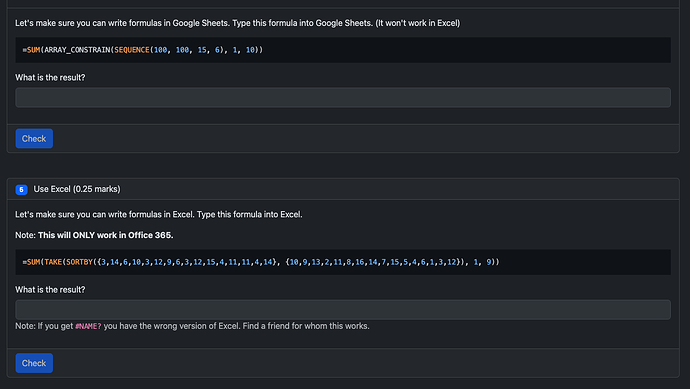 Let's make sure you can write formulas in Google Sheets. Type this formula into Google Sheets. (It won't work in Excel)
=SUM(ARRAY_CONSTRAIN(SEQUENCE(100, 100, 15, 6), 1, 10))
What is the result?
Check
6 Use Excel (0.25 marks)
Let's make sure you can write formulas in Excel. Type this formula into Excel.
Note: This will ONLY work in Office 365.
=SUM(TAKE(SORTBY({3,14,6,10,3,12,9,6,3,12,15,4,11,11,4,14}, {10,9,13,2,11,8,16,14,7,15,5,4,6,1,3,12}), 1, 9))
What is the result?
Note: If you get #NAME? you have the wrong version of Excel. Find a friend for whom this works.
Check